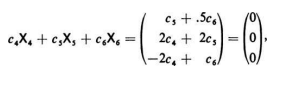 c₄X₄ + c₅X₅ + c₆X₆ = ( c₅ + .5c₆
2c₄ + 2c₅
-2c₄ + c₆ ) = ( 0
0
0 ),